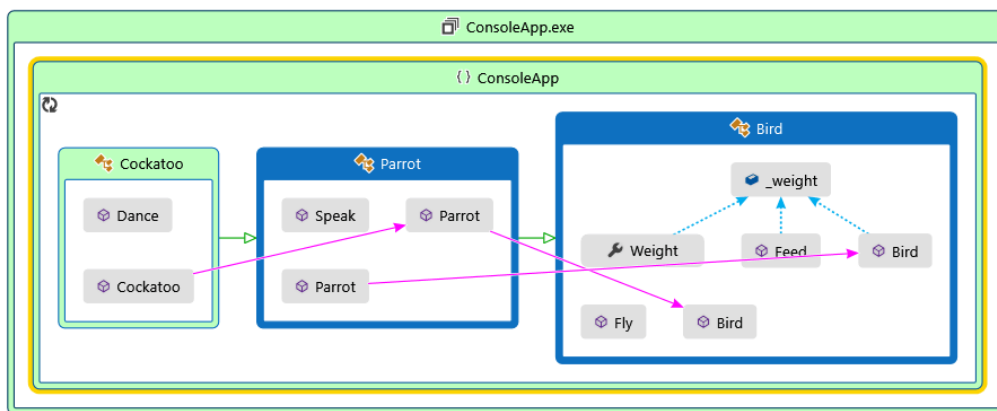 ConsoleApp.exe
{ } ConsoleApp
Cockatoo
Dance
Cockatoo
Parrot
Speak
Parrot
Parrot
Bird
_weight
Weight
Feed
Bird
Fly
Bird